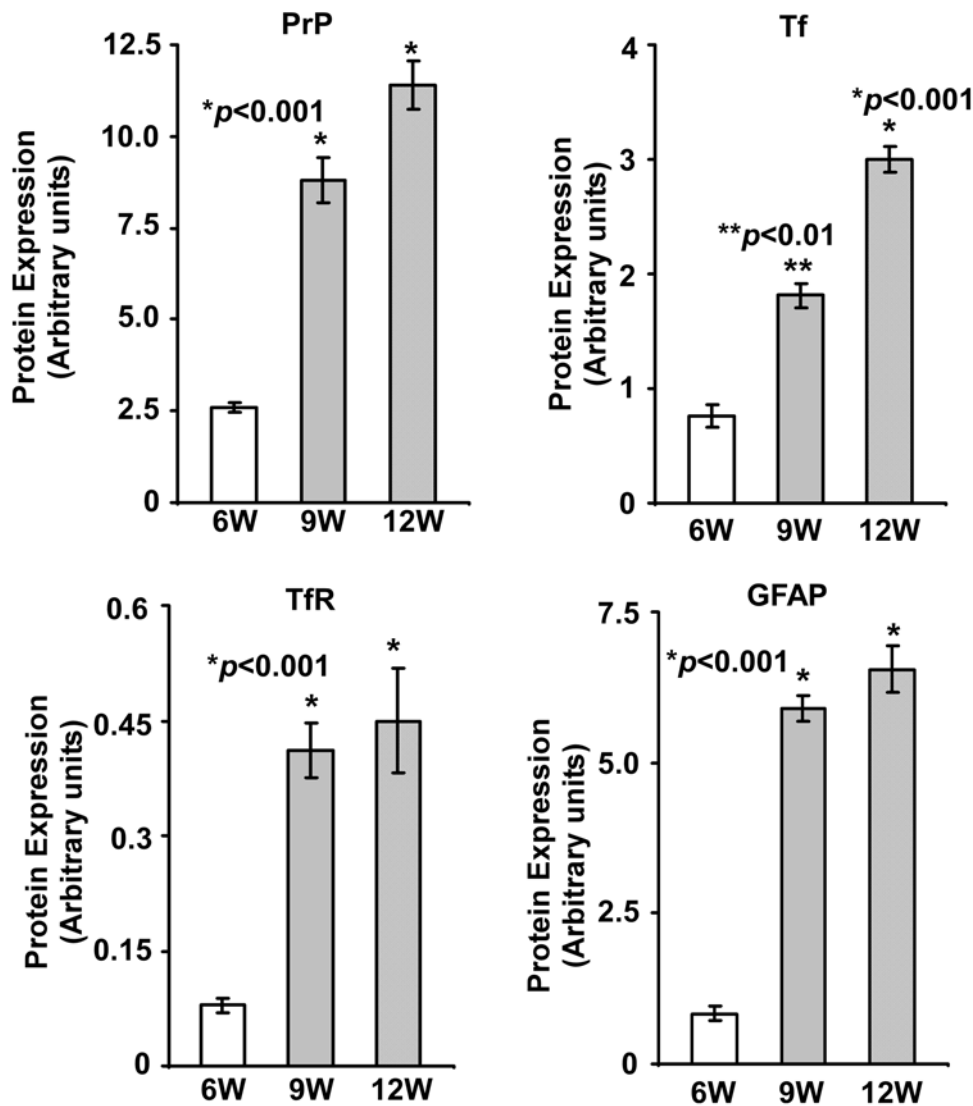 PrP
Protein Expression
(Arbitrary units)
12.5
10.0
7.5
5.0
2.5
0
*p<0.001
*
*
6W 9W 12W
Tf
Protein Expression
(Arbitrary units)
4
3
2
1
0
*p<0.001
*
**p<0.01
**
6W 9W 12W
TfR
Protein Expression
(Arbitrary units)
0.6
0.45
0.3
0.15
0
*p<0.001
*
*
6W 9W 12W
GFAP
Protein Expression
(Arbitrary units)
7.5
5.0
2.5
0
*p<0.001
*
*
6W 9W 12W